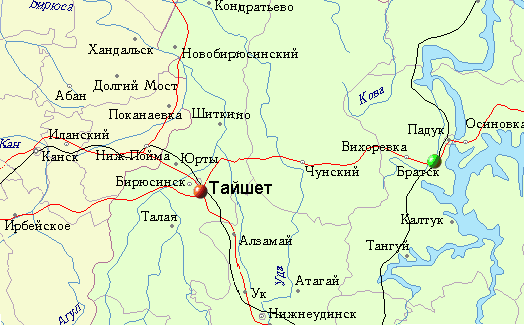 Бирюса
Кондратьево
Хандальск
Новобирюсинский
Долгий Мост
Абан
Кова
Поканаевка
Шиткино
Осиновка
Падук
Кан
Иланский
Вихоревка
Канск
Ниж.Пойма
Юрты
Чунский
Братск
Бирюсинск
Тайшет
Ирбейское
Талая
Калтук
Алзамай
Тангуй
Уда
Атагай
Ук
Агул
Нижнеудинск